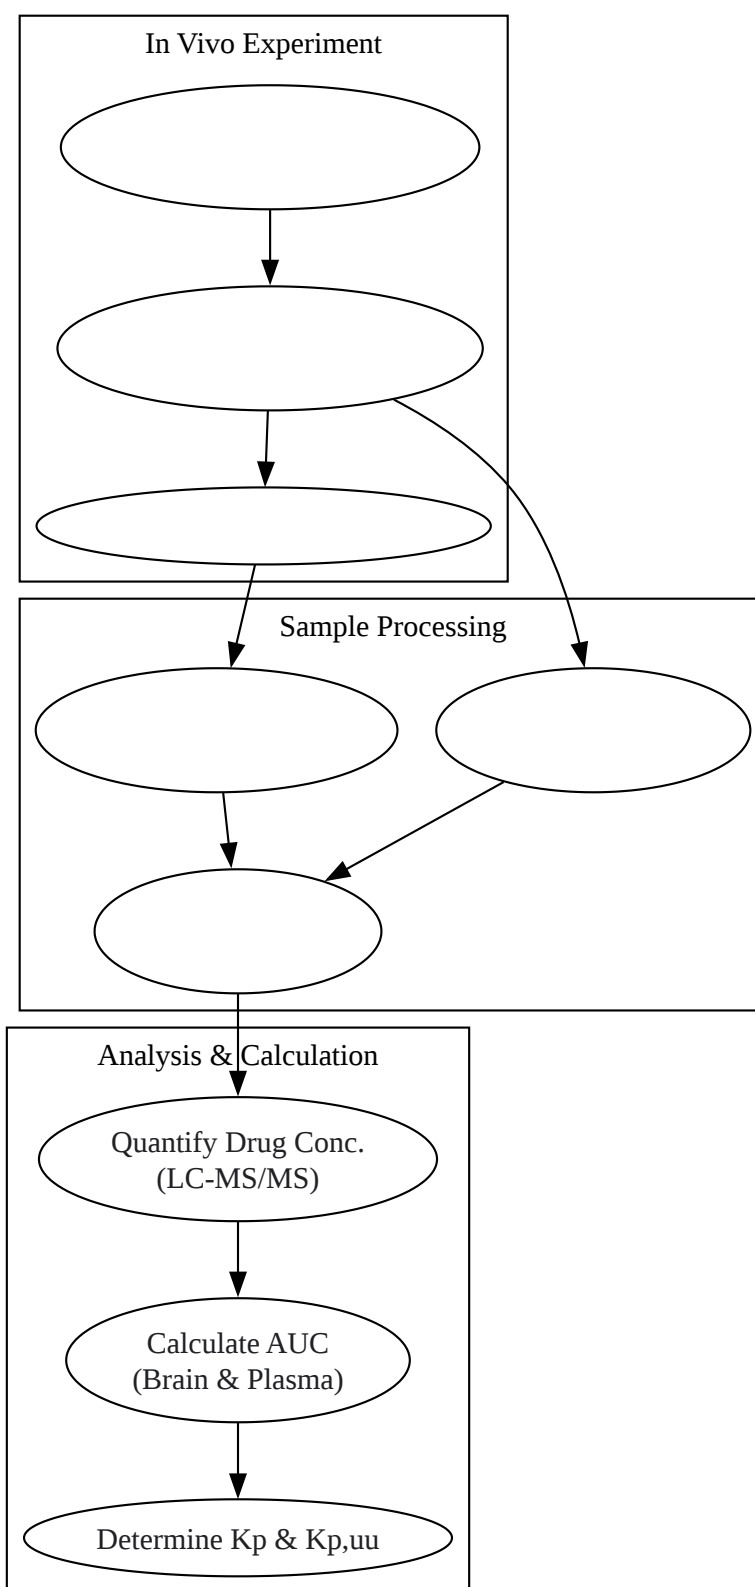 In Vivo Experiment
Sample Processing
Analysis & Calculation
Quantify Drug Conc.
(LC-MS/MS)
Calculate AUC
(Brain & Plasma)
Determine Kp & Kp,uu